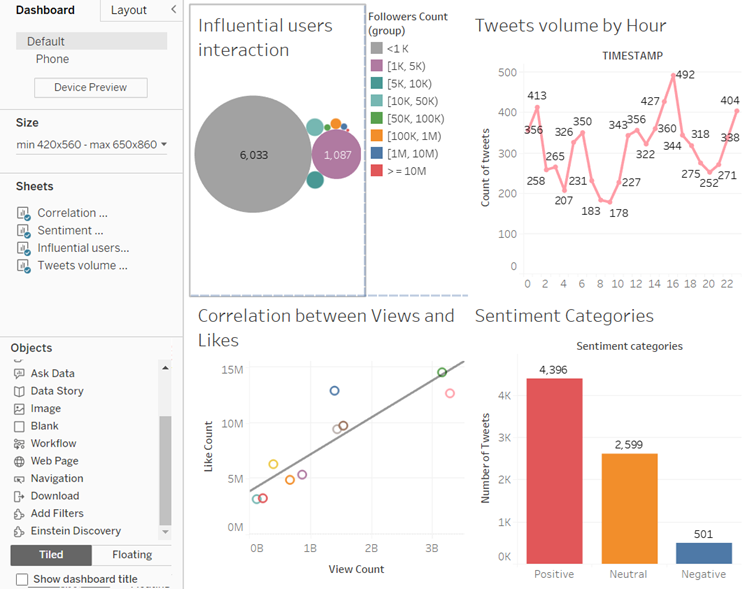 Dashboard Layout <
Default
Phone
Device Preview
Size
min 420x560 - max 650x860
Sheets
Correlation ...
Sentiment ...
Influential users...
Tweets volume ...
Objects
Ask Data
Data Story
Image
Blank
Workflow
Web Page
Navigation
Download
Add Filters
Einstein Discovery
Tiled Floating
Show dashboard title
Influential users
interaction
6,033
1,087
Followers Count
(group)
<1 K
[1K, 5K)
[5K, 10K)
[10K, 50K)
[50K, 100K)
[100K, 1M)
[1M, 10M)
>= 10M
Tweets volume by Hour
TIMESTAMP
Count of tweets
500
400
300
200
100
0
356
413
258
265
207
326
350
231
183
178
227
343
356
322
360
427
492
344
318
275
252
271
338
404
0 2 4 6 8 10 12 14 16 18 20 22
Correlation between Views and
Likes
Like Count
15M
10M
5M
0M
0B 1B 2B 3B
View Count
Sentiment Categories
Sentiment categories
Number of Tweets
4K
3K
2K
1K
0K
4,396
2,599
501
Positive Neutral Negative